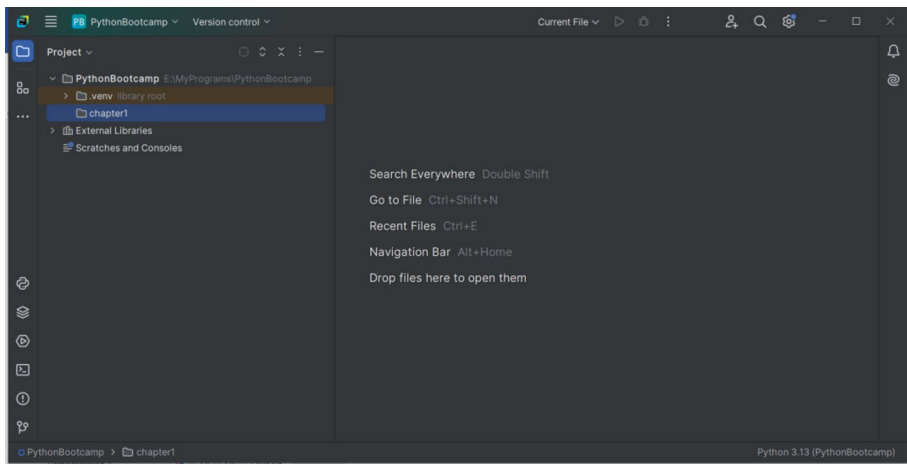 PB PythonBootcamp Version control Current File
Project
PythonBootcamp E:\MyPrograms\PythonBootcamp
.venv library root
chapter1
External Libraries
Scratches and Consoles
Search Everywhere Double Shift
Go to File Ctrl+Shift+N
Recent Files Ctrl+E
Navigation Bar Alt+Home
Drop files here to open them
PythonBootcamp > chapter1 Python 3.13 (PythonBootcamp)